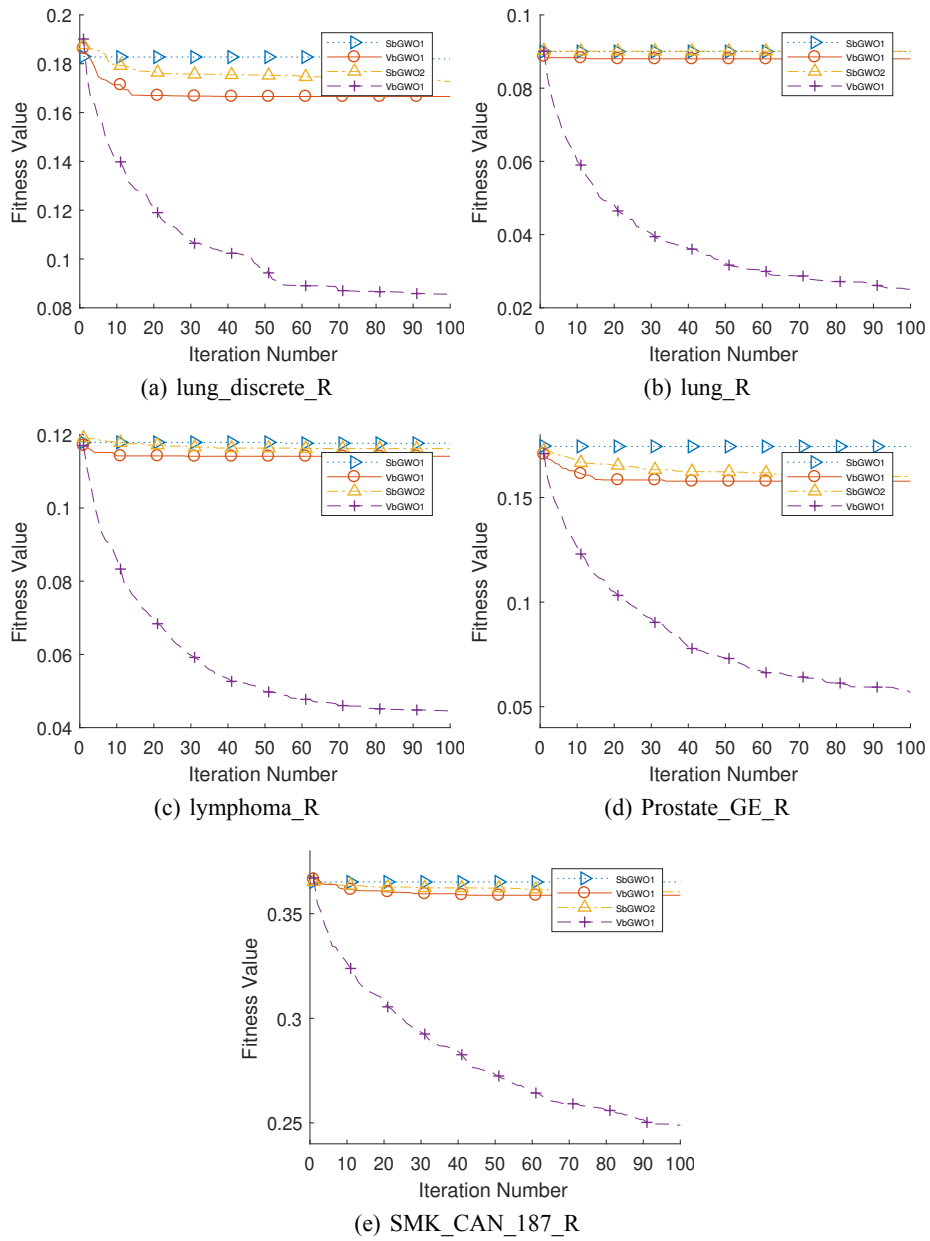 0.2
0.18
0.16
0.14
0.12
0.1
0.08
Fitness Value
SbGWO1
VbGWO1
SbGWO2
VbGWO1
0 10 20 30 40 50 60 70 80 90 100
Iteration Number
(a) lung_discrete_R
0.1
0.08
0.06
0.04
0.02
Fitness Value
SbGWO1
VbGWO1
SbGWO2
VbGWO1
0 10 20 30 40 50 60 70 80 90 100
Iteration Number
(b) lung_R
0.12
0.1
0.08
0.06
0.04
Fitness Value
SbGWO1
VbGWO1
SbGWO2
VbGWO1
0 10 20 30 40 50 60 70 80 90 100
Iteration Number
(c) lymphoma_R
0.15
0.1
0.05
Fitness Value
SbGWO1
VbGWO1
SbGWO2
VbGWO1
0 10 20 30 40 50 60 70 80 90 100
Iteration Number
(d) Prostate_GE_R
0.35
0.3
0.25
Fitness Value
SbGWO1
VbGWO1
SbGWO2
VbGWO1
0 10 20 30 40 50 60 70 80 90 100
Iteration Number
(e) SMK_CAN_187_R